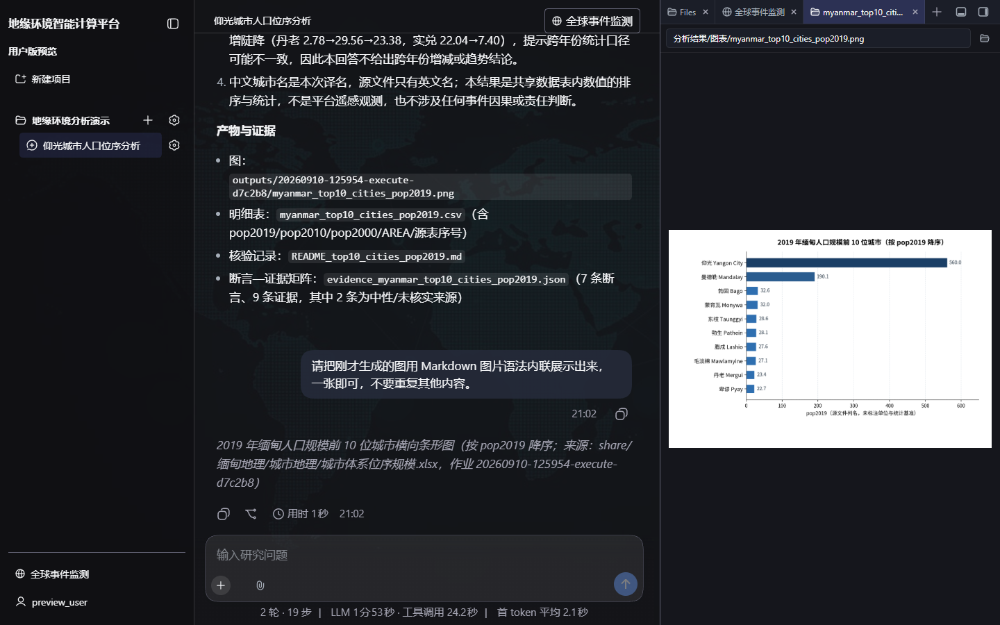 地缘环境智能计算平台
用户版预览
新建项目
地缘环境分析演示
仰光城市人口位序分析
全球事件监测
preview_user
仰光城市人口位序分析
全球事件监测
增陡降（丹老 2.78→29.56→23.38，实兑 22.04→7.40），提示跨年份统计口径
可能不一致，因此本回答不给出跨年份增减或趋势结论。
4. 中文城市名是本次译名，源文件只有英文名；本结果是共享数据表内数值的排
序与统计，不是平台遥感观测，也不涉及任何事件因果或责任判断。
产物与证据
• 图：
outputs/20260910-125954-execute-
d7c2b8/myanmar_top10_cities_pop2019.png
• 明细表： myanmar_top10_cities_pop2019.csv （含
pop2019/pop2010/pop2000/AREA/源表序号）
• 核验记录： README_top10_cities_pop2019.md
• 断言—证据矩阵： evidence_myanmar_top10_cities_pop2019.json （7 条断
言、9 条证据，其中 2 条为中性/未核实来源）
请把刚才生成的图用 Markdown 图片语法内联展示出来，
一张即可，不要重复其他内容。
21:02
2019 年缅甸人口规模前 10 位城市横向条形图（按 pop2019 降序；来源：share/
缅甸地理/城市地理/城市体系位序规模.xlsx，作业 20260910-125954-execute-
d7c2b8）
用时 1秒 21:02
输入研究问题
2 轮 · 19 步 | LLM 1分53秒 · 工具调用 24.2秒 | 首 token 平均 2.1秒
Files 全球事件监测 myanmar_top10_citi...
分析结果/图表/myanmar_top10_cities_pop2019.png
2019 年缅甸人口规模前 10 位城市（按 pop2019 降序）
仰光 Yangon City 560.0
曼德勒 Mandalay 190.1
勃固 Bago 32.6
蒙育瓦 Monywa 32.0
东枝 Taunggyi 28.6
勃生 Pathein 28.1
腊戌 Lashio 27.6
毛淡棉 Mawlamyine 27.1
丹老 Mergui 23.4
卑谬 Pyay 22.7
0 100 200 300 400 500 600
pop2019（源文件列名，未标注单位与统计基准）